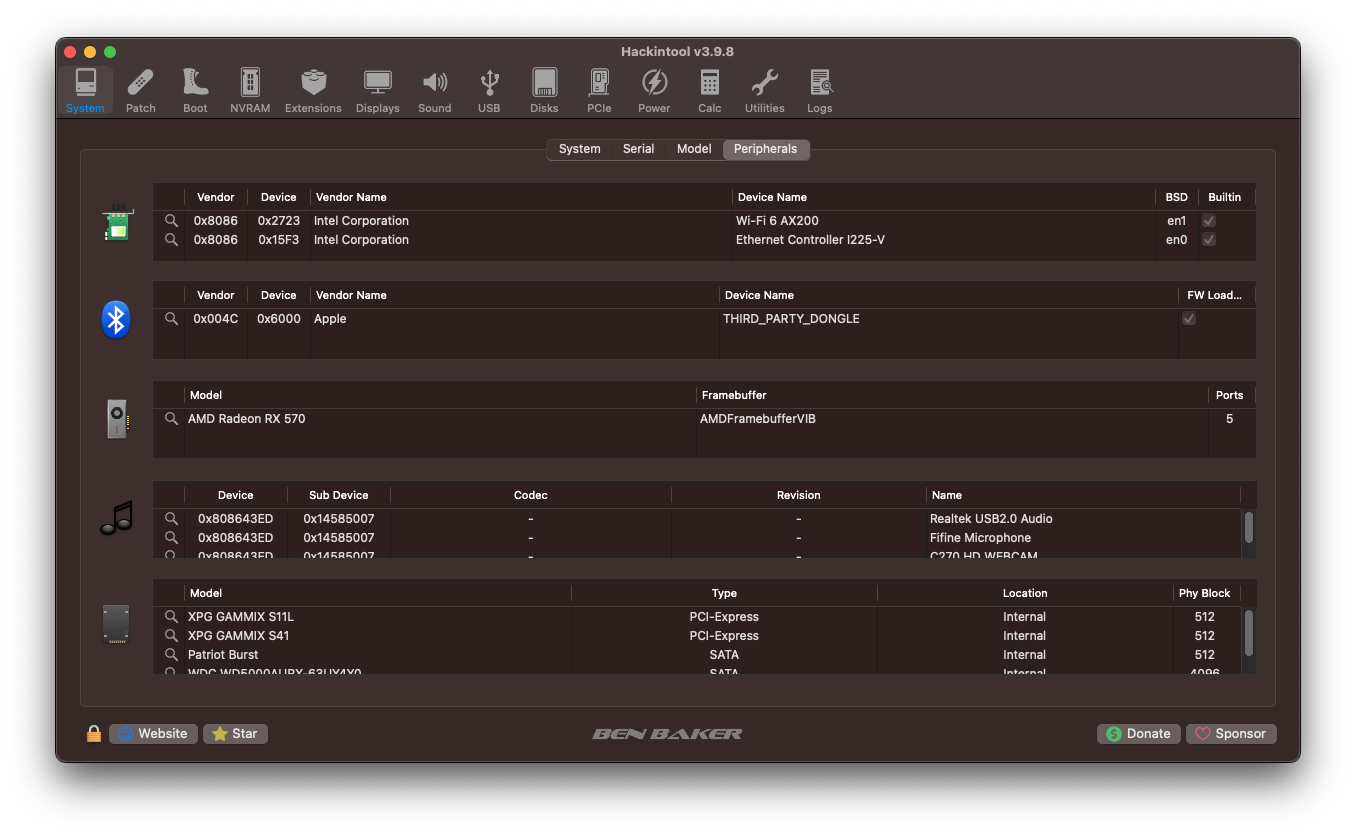 Hackintool v3.9.8
System Patch Boot NVRAM Extensions Displays Sound USB Disks PCIe Power Calc Utilities Logs
System Serial Model Peripherals
Vendor Device Vendor Name Device Name BSD Builtin
0x8086 0x2723 Intel Corporation Wi-Fi 6 AX200 en1
0x8086 0x15F3 Intel Corporation Ethernet Controller I225-V en0
Vendor Device Vendor Name Device Name FW Load...
0x004C 0x6000 Apple THIRD_PARTY_DONGLE
Model Framebuffer Ports
AMD Radeon RX 570 AMDFramebufferVIB 5
Device Sub Device Codec Revision Name
0x808643ED 0x14585007 - - Realtek USB2.0 Audio
0x808643ED 0x14585007 - - Fifine Microphone
0x808643ED 0x14585007 - - C270 HD WEBCAM
Model Type Location Phy Block
XPG GAMMIX S11L PCI-Express Internal 512
XPG GAMMIX S41 PCI-Express Internal 512
Patriot Burst SATA Internal 512
WDC SATA Internal 4096
Website Star BEN BAKER Donate Sponsor